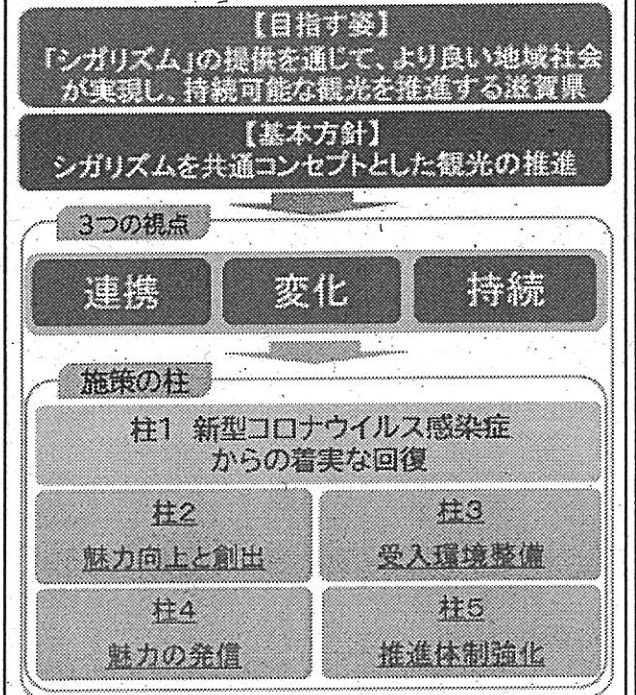 【目指す姿】
「シガリズム」の提供を通じて、より良い地域社会
が実現し、持続可能な観光を推進する滋賀県
【基本方針】
シガリズムを共通コンセプトとした観光の推進
3つの視点
連携
変化
持続
施策の柱
柱1 新型コロナウイルス感染症
からの着実な回復
柱2
魅力向上と創出
柱3
受入環境整備
柱4
魅力の発信
柱5
推進体制強化